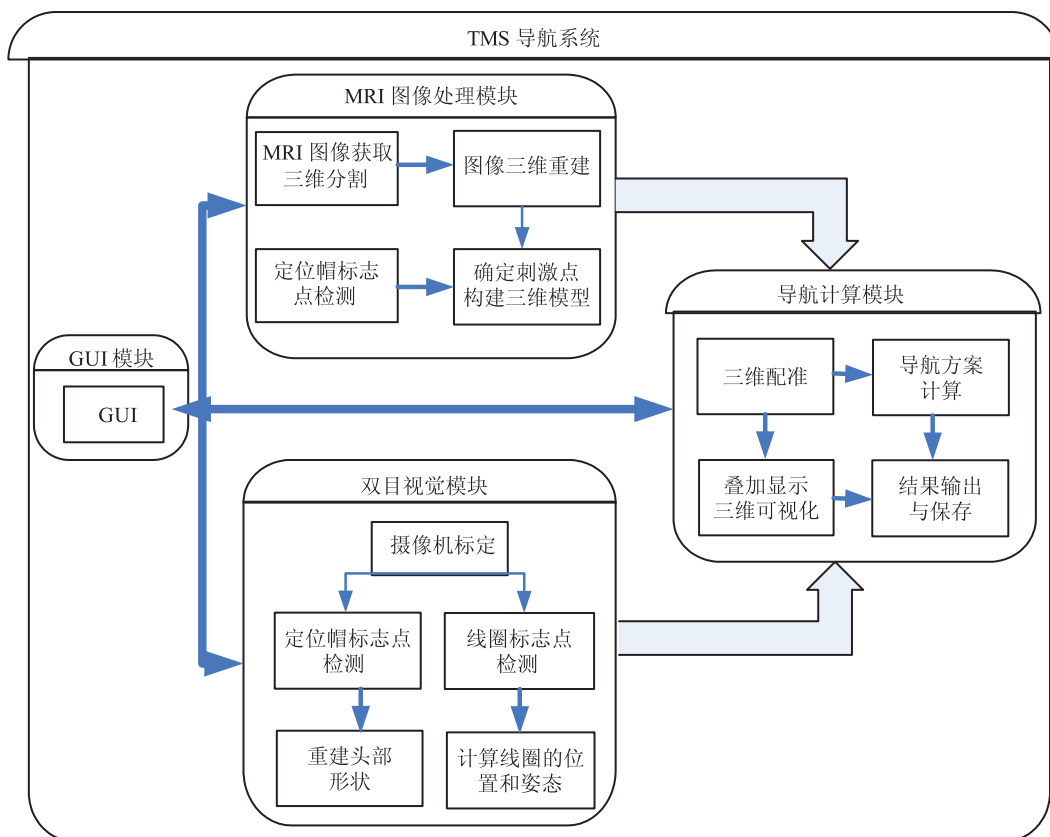 TMS 导航系统
MRI 图像处理模块
MRI 图像获取
三维分割
图像三维重建
定位帽标志
点检测
确定刺激点
构建三维模型
GUI 模块
GUI
导航计算模块
三维配准
导航方案
计算
叠加显示
三维可视化
结果输出
与保存
双目视觉模块
摄像机标定
定位帽标志点
检测
线圈标志点
检测
重建头部
形状
计算线圈的位
置和姿态